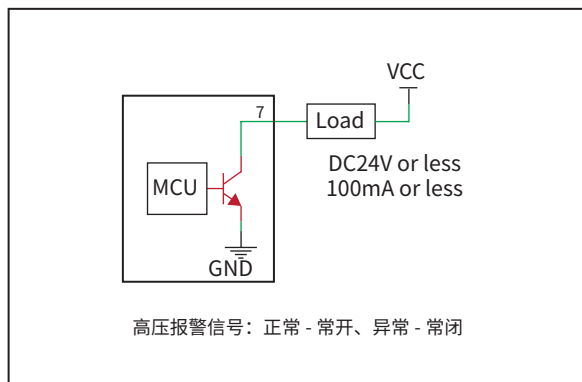 VCC
7
Load
DC24V or less
100mA or less
MCU
GND
高压报警信号：正常 - 常开、异常 - 常闭